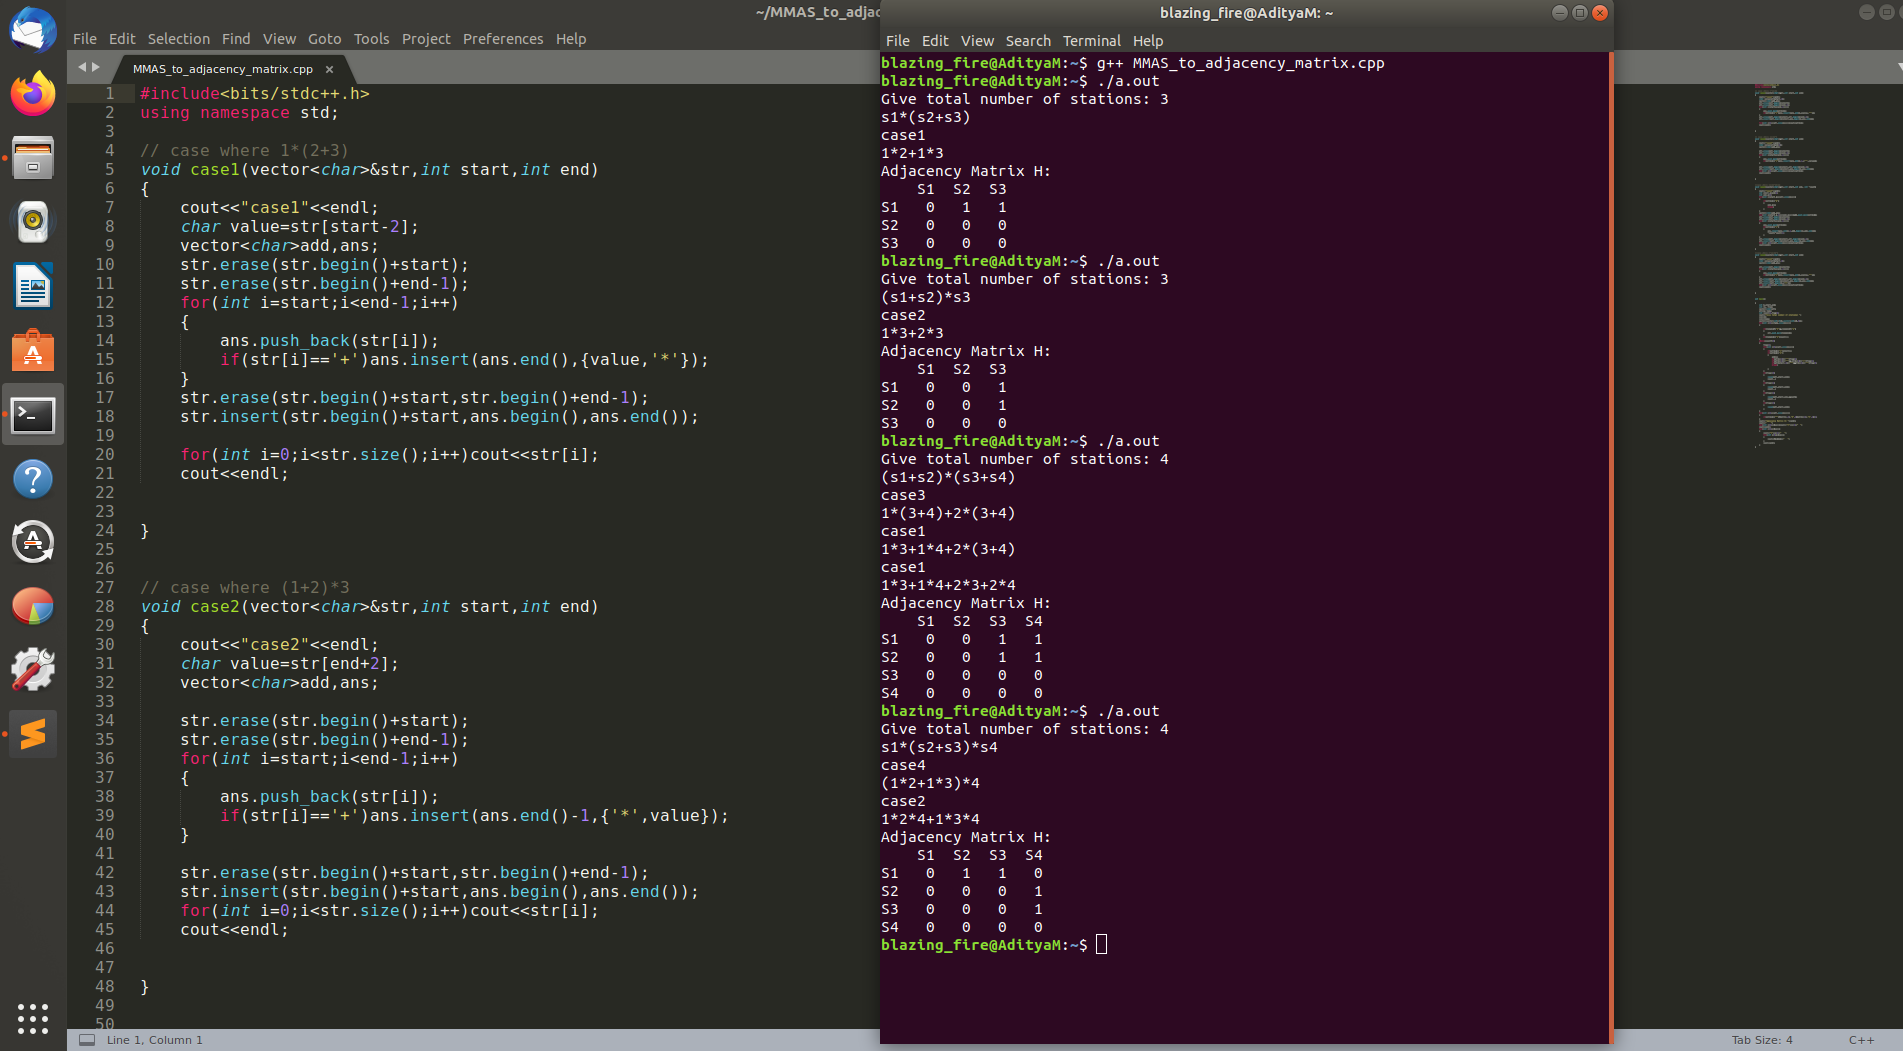 ~/MMAS_to_adjac
File Edit Selection Find View Goto Tools Project Preferences Help
MMAS_to_adjacency_matrix.cpp ×
1 #include<bits/stdc++.h>
2 using namespace std;
3
4 // case where 1*(2+3)
5 void case1(vector<char>&str,int start,int end)
6 {
7     cout<<"case1"<<endl;
8     char value=str[start-2];
9     vector<char>add,ans;
10     str.erase(str.begin()+start);
11     str.erase(str.begin()+end-1);
12     for(int i=start;i<end-1;i++)
13     {
14         ans.push_back(str[i]);
15         if(str[i]=='+')ans.insert(ans.end(),{value,'*'});
16     }
17     str.erase(str.begin()+start,str.begin()+end-1);
18     str.insert(str.begin()+start,ans.begin(),ans.end());
19
20     for(int i=0;i<str.size();i++)cout<<str[i];
21     cout<<endl;
22
23
24 }
25
26
27 // case where (1+2)*3
28 void case2(vector<char>&str,int start,int end)
29 {
30     cout<<"case2"<<endl;
31     char value=str[end+2];
32     vector<char>add,ans;
33
34     str.erase(str.begin()+start);
35     str.erase(str.begin()+end-1);
36     for(int i=start;i<end-1;i++)
37     {
38         ans.push_back(str[i]);
39         if(str[i]=='+')ans.insert(ans.end()-1,{'*',value});
40     }
41
42     str.erase(str.begin()+start,str.begin()+end-1);
43     str.insert(str.begin()+start,ans.begin(),ans.end());
44     for(int i=0;i<str.size();i++)cout<<str[i];
45     cout<<endl;
46
47
48 }
49
50
Line 1, Column 1
Tab Size: 4 C++
blazing_fire@AdityaM: ~
File Edit View Search Terminal Help
blazing_fire@AdityaM:~$ g++ MMAS_to_adjacency_matrix.cpp
blazing_fire@AdityaM:~$ ./a.out
Give total number of stations: 3
s1*(s2+s3)
case1
1*2+1*3
Adjacency Matrix H:
    S1  S2  S3
S1   0   1   1
S2   0   0   0
S3   0   0   0
blazing_fire@AdityaM:~$ ./a.out
Give total number of stations: 3
(s1+s2)*s3
case2
1*3+2*3
Adjacency Matrix H:
    S1  S2  S3
S1   0   0   1
S2   0   0   1
S3   0   0   0
blazing_fire@AdityaM:~$ ./a.out
Give total number of stations: 4
(s1+s2)*(s3+s4)
case3
1*(3+4)+2*(3+4)
case1
1*3+1*4+2*(3+4)
case1
1*3+1*4+2*3+2*4
Adjacency Matrix H:
    S1  S2  S3  S4
S1   0   0   1   1
S2   0   0   1   1
S3   0   0   0   0
S4   0   0   0   0
blazing_fire@AdityaM:~$ ./a.out
Give total number of stations: 4
s1*(s2+s3)*s4
case4
(1*2+1*3)*4
case2
1*2*4+1*3*4
Adjacency Matrix H:
    S1  S2  S3  S4
S1   0   1   1   0
S2   0   0   0   1
S3   0   0   0   1
S4   0   0   0   0
blazing_fire@AdityaM:~$